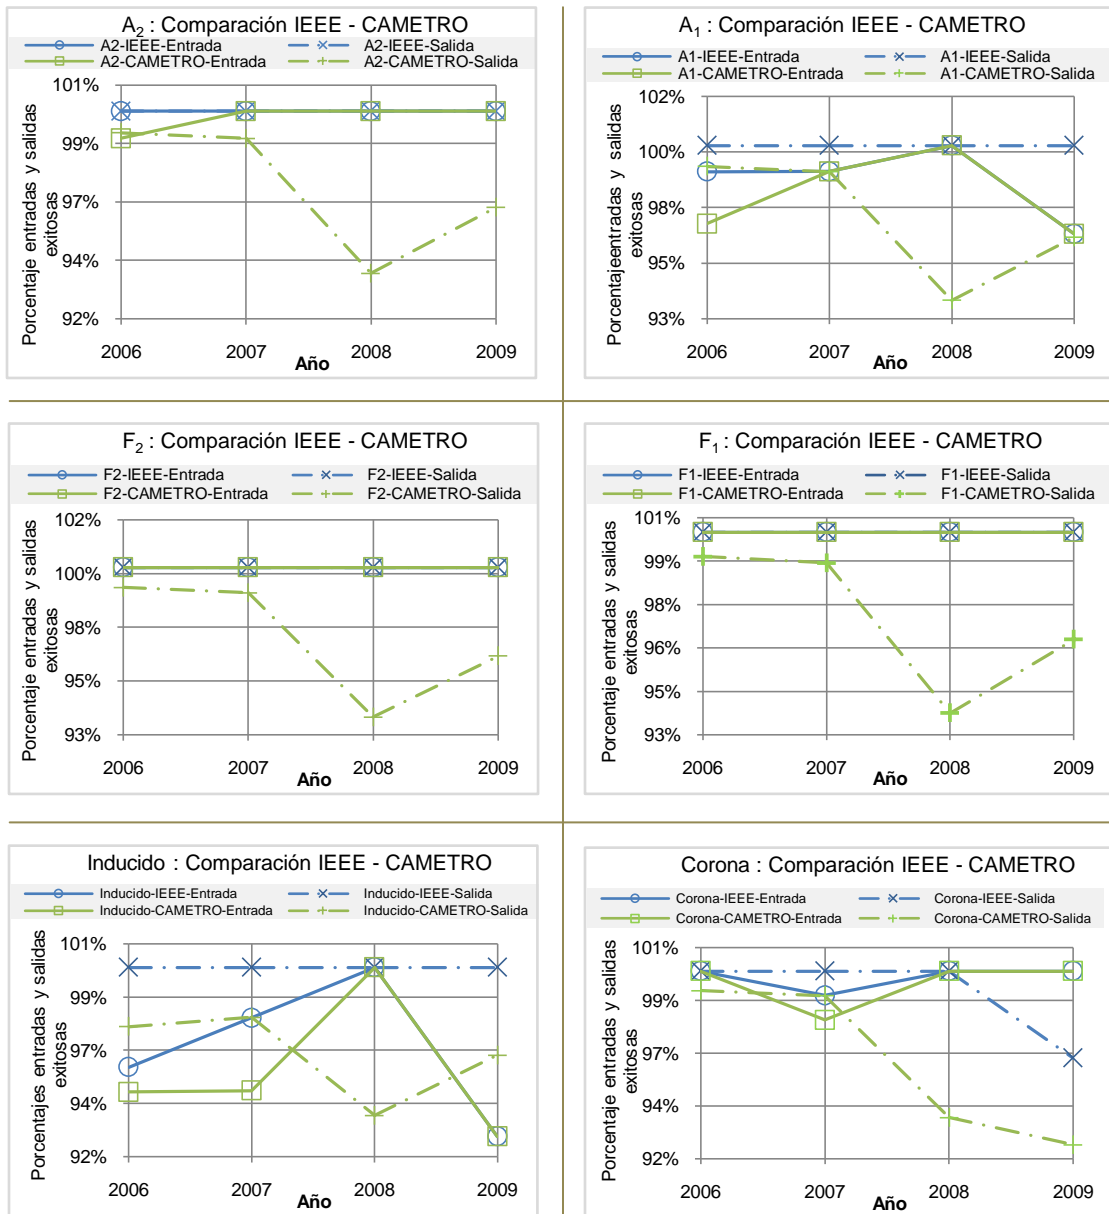 A2 : Comparación IEEE - CAMETRO
A2-IEEE-Entrada
A2-IEEE-Salida
A2-CAMETRO-Entrada
A2-CAMETRO-Salida
Porcentaje entradas y salidas
exitosas
101%
99%
97%
94%
92%
2006 2007 2008 2009
Año
A1 : Comparación IEEE - CAMETRO
A1-IEEE-Entrada
A1-IEEE-Salida
A1-CAMETRO-Entrada
A1-CAMETRO-Salida
Porcentajeentradas y salidas
exitosas
102%
100%
98%
95%
93%
2006 2007 2008 2009
Año
F2 : Comparación IEEE - CAMETRO
F2-IEEE-Entrada
F2-IEEE-Salida
F2-CAMETRO-Entrada
F2-CAMETRO-Salida
Porcentaje entradas y salidas
exitosas
102%
100%
98%
95%
93%
2006 2007 2008 2009
Año
F1 : Comparación IEEE - CAMETRO
F1-IEEE-Entrada
F1-IEEE-Salida
F1-CAMETRO-Entrada
F1-CAMETRO-Salida
Porcentaje entradas y salidas
exitosas
101%
99%
98%
96%
95%
93%
2006 2007 2008 2009
Año
Inducido : Comparación IEEE - CAMETRO
Inducido-IEEE-Entrada
Inducido-IEEE-Salida
Inducido-CAMETRO-Entrada
Inducido-CAMETRO-Salida
Porcentajes entradas y salidas
exitosas
101%
99%
97%
94%
92%
2006 2007 2008 2009
Año
Corona : Comparación IEEE - CAMETRO
Corona-IEEE-Entrada
Corona-IEEE-Salida
Corona-CAMETRO-Entrada
Corona-CAMETRO-Salida
Porcentaje entradas y salidas
exitosas
101%
99%
97%
94%
92%
2006 2007 2008 2009
Año